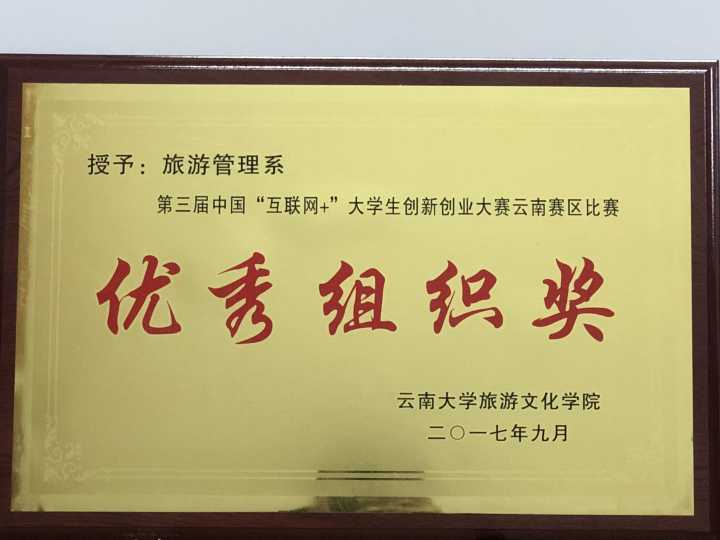 授予：旅游管理系
第三届中国“互联网+”大学生创新创业大赛云南赛区比赛
优秀组织奖
云南大学旅游文化学院
二〇一七年九月